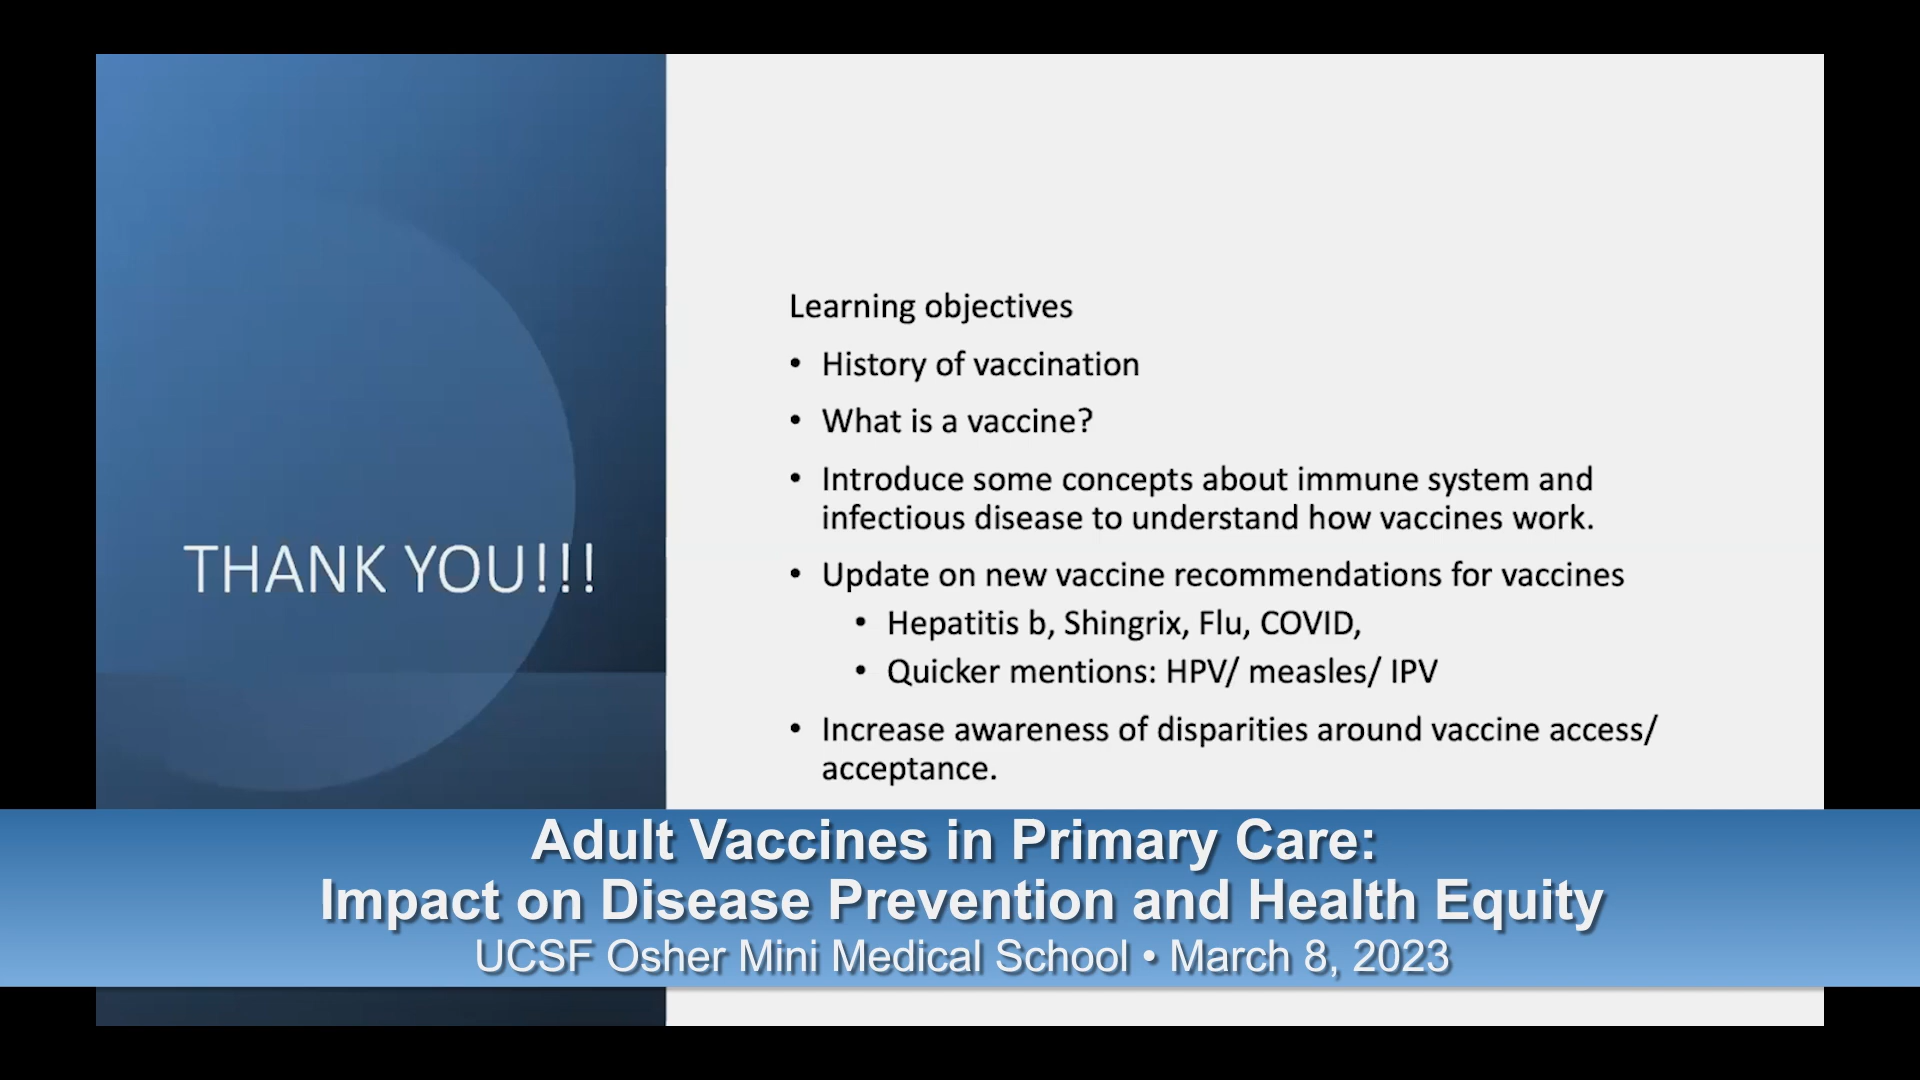 THANK YOU!!!
Learning objectives
• History of vaccination
• What is a vaccine?
• Introduce some concepts about immune system and
infectious disease to understand how vaccines work.
• Update on new vaccine recommendations for vaccines
• Hepatitis b, Shingrix, Flu, COVID,
• Quicker mentions: HPV/ measles/ IPV
• Increase awareness of disparities around vaccine access/
acceptance.
Adult Vaccines in Primary Care:
Impact on Disease Prevention and Health Equity
UCSF Osher Mini Medical School • March 8, 2023